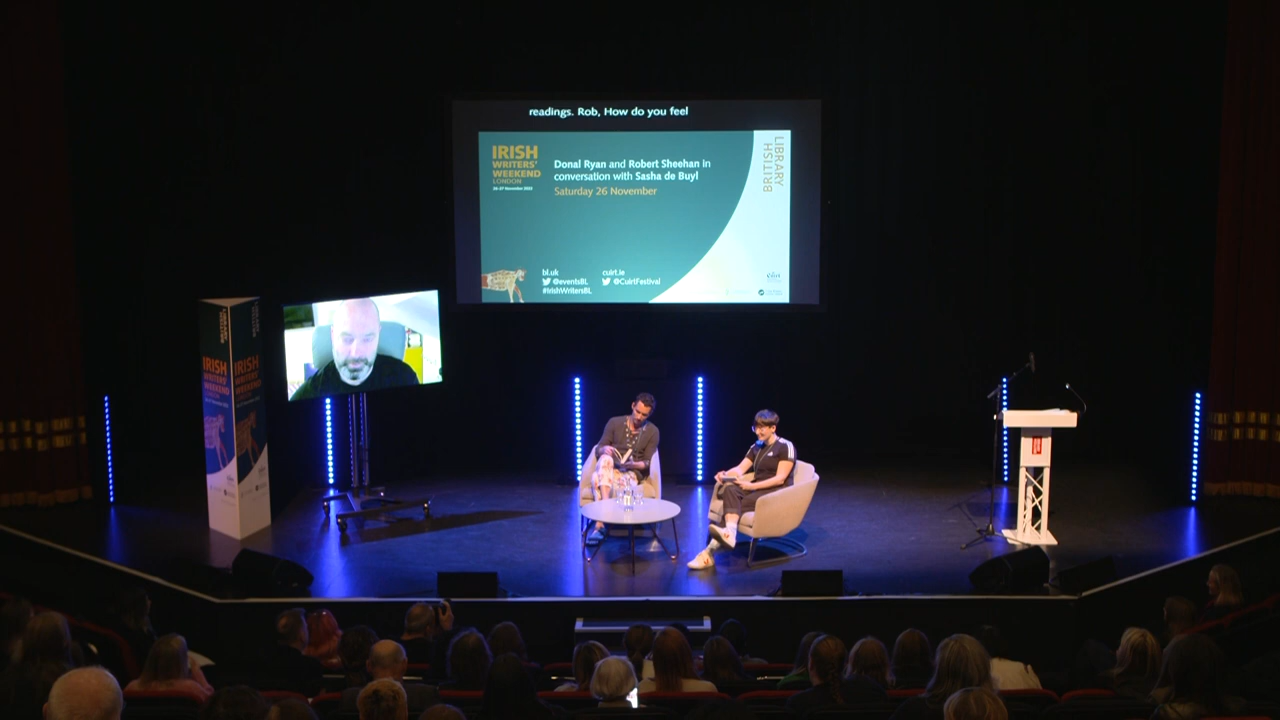 readings. Rob, How do you feel
IRISH
WRITERS'
WEEKEND
LONDON
Donal Ryan and Robert Sheehan in
conversation with Sasha de Buyl
Saturday 26 November
LIBRARY
BRITISH
bl.uk
@eventsBL
#IrishWritersBL
cuirt.ie
@CuirtFestival
IRISH
WRITERS'
WEEKEND
IRISH
WRITERS'
WEEKEND